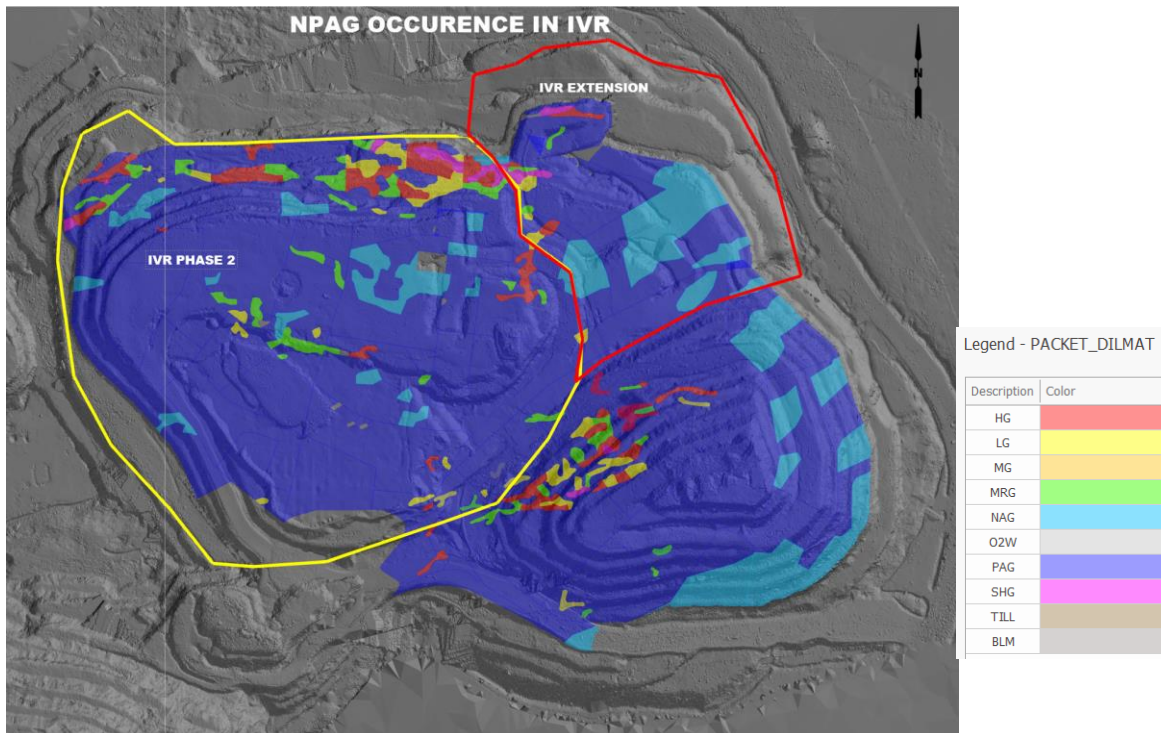 NPAG OCCURENCE IN IVR
N
IVR EXTENSION
IVR PHASE 2
Legend - PACKET_DILMAT
Description Color
HG
LG
MG
MRG
NAG
O2W
PAG
SHG
TILL
BLM